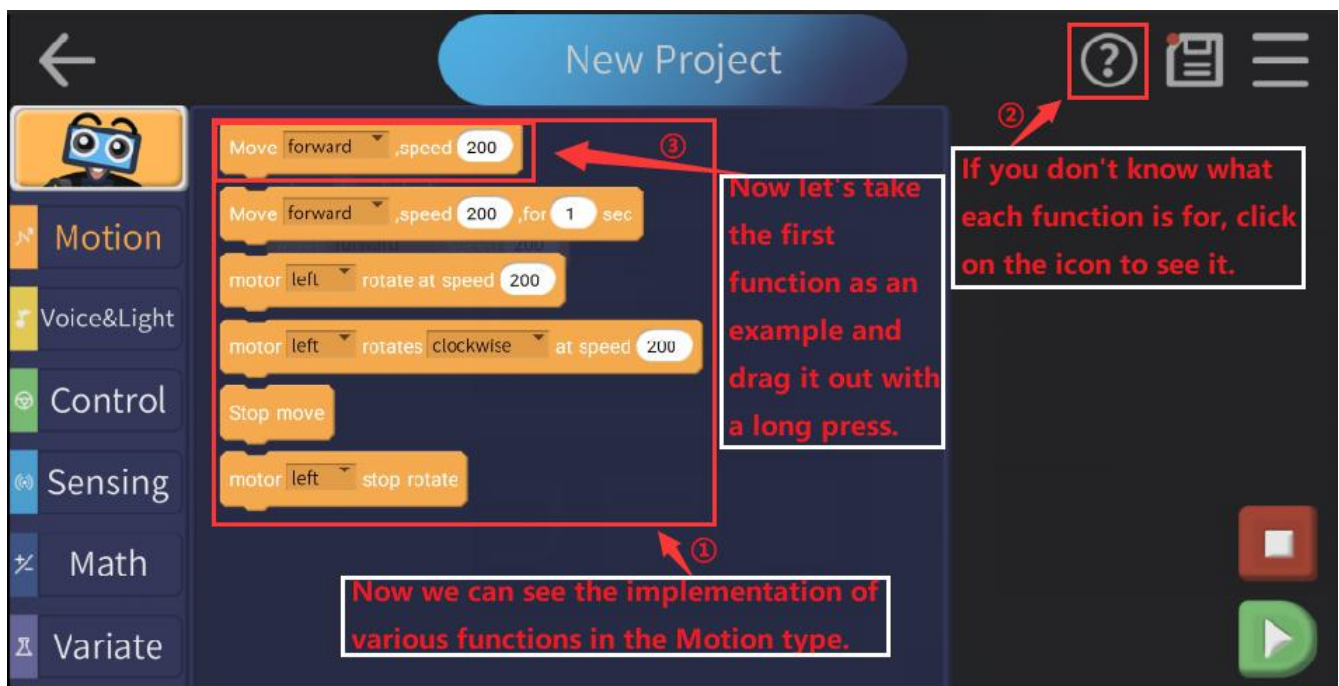 New Project
②
If you don't know what
each function is for, click
on the icon to see it.
Move forward ,speed 200
③
Now let's take
the first
function as an
example and
drag it out with
a long press.
Move forward ,speed 200 ,for 1 sec
motor left rotate at speed 200
motor left rotates clockwise at speed 200
Stop move
motor left stop rotate
①
Now we can see the implementation of
various functions in the Motion type.
Motion
Voice&Light
Control
Sensing
Math
Variate